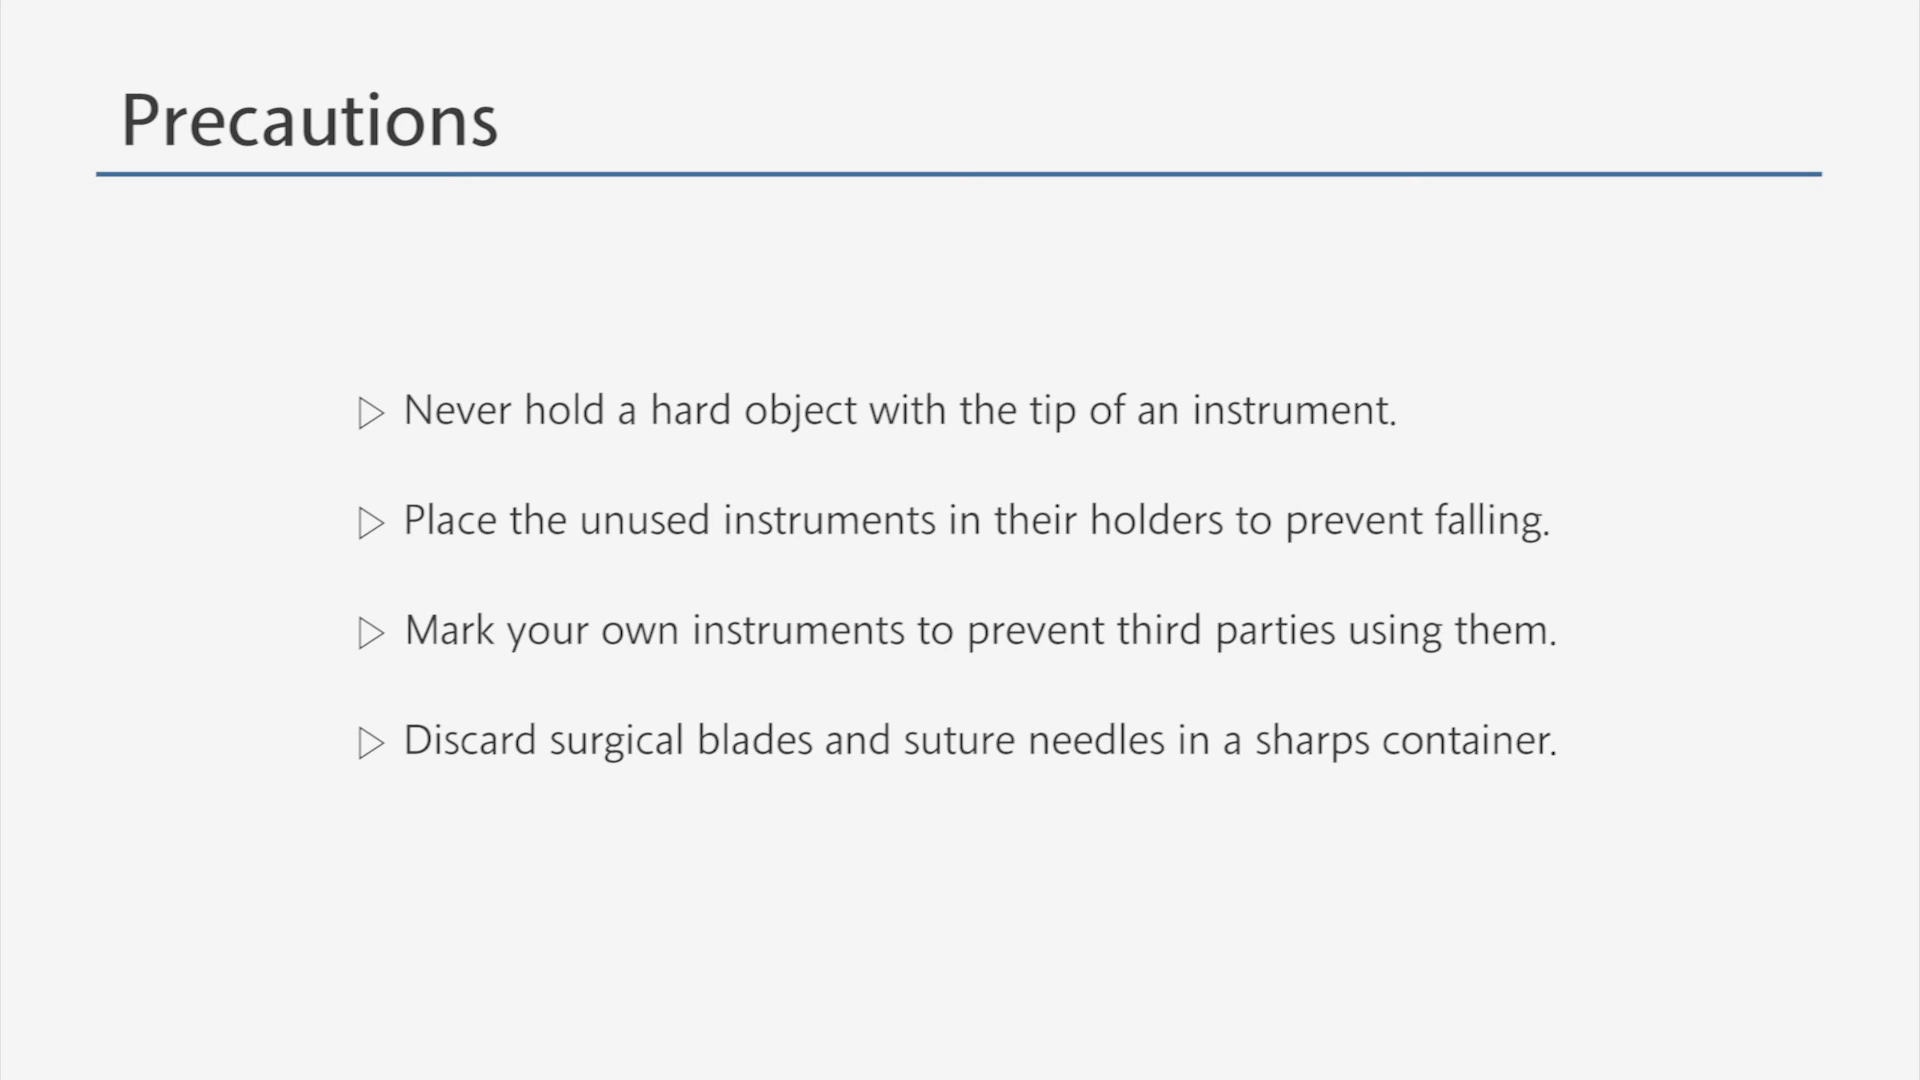 Precautions
▷ Never hold a hard object with the tip of an instrument.
▷ Place the unused instruments in their holders to prevent falling.
▷ Mark your own instruments to prevent third parties using them.
▷ Discard surgical blades and suture needles in a sharps container.